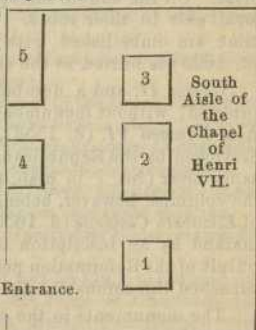 5
3
South
Aisle of
the
Chapel
of
Henri
VII.
4
2
1
Entrance.